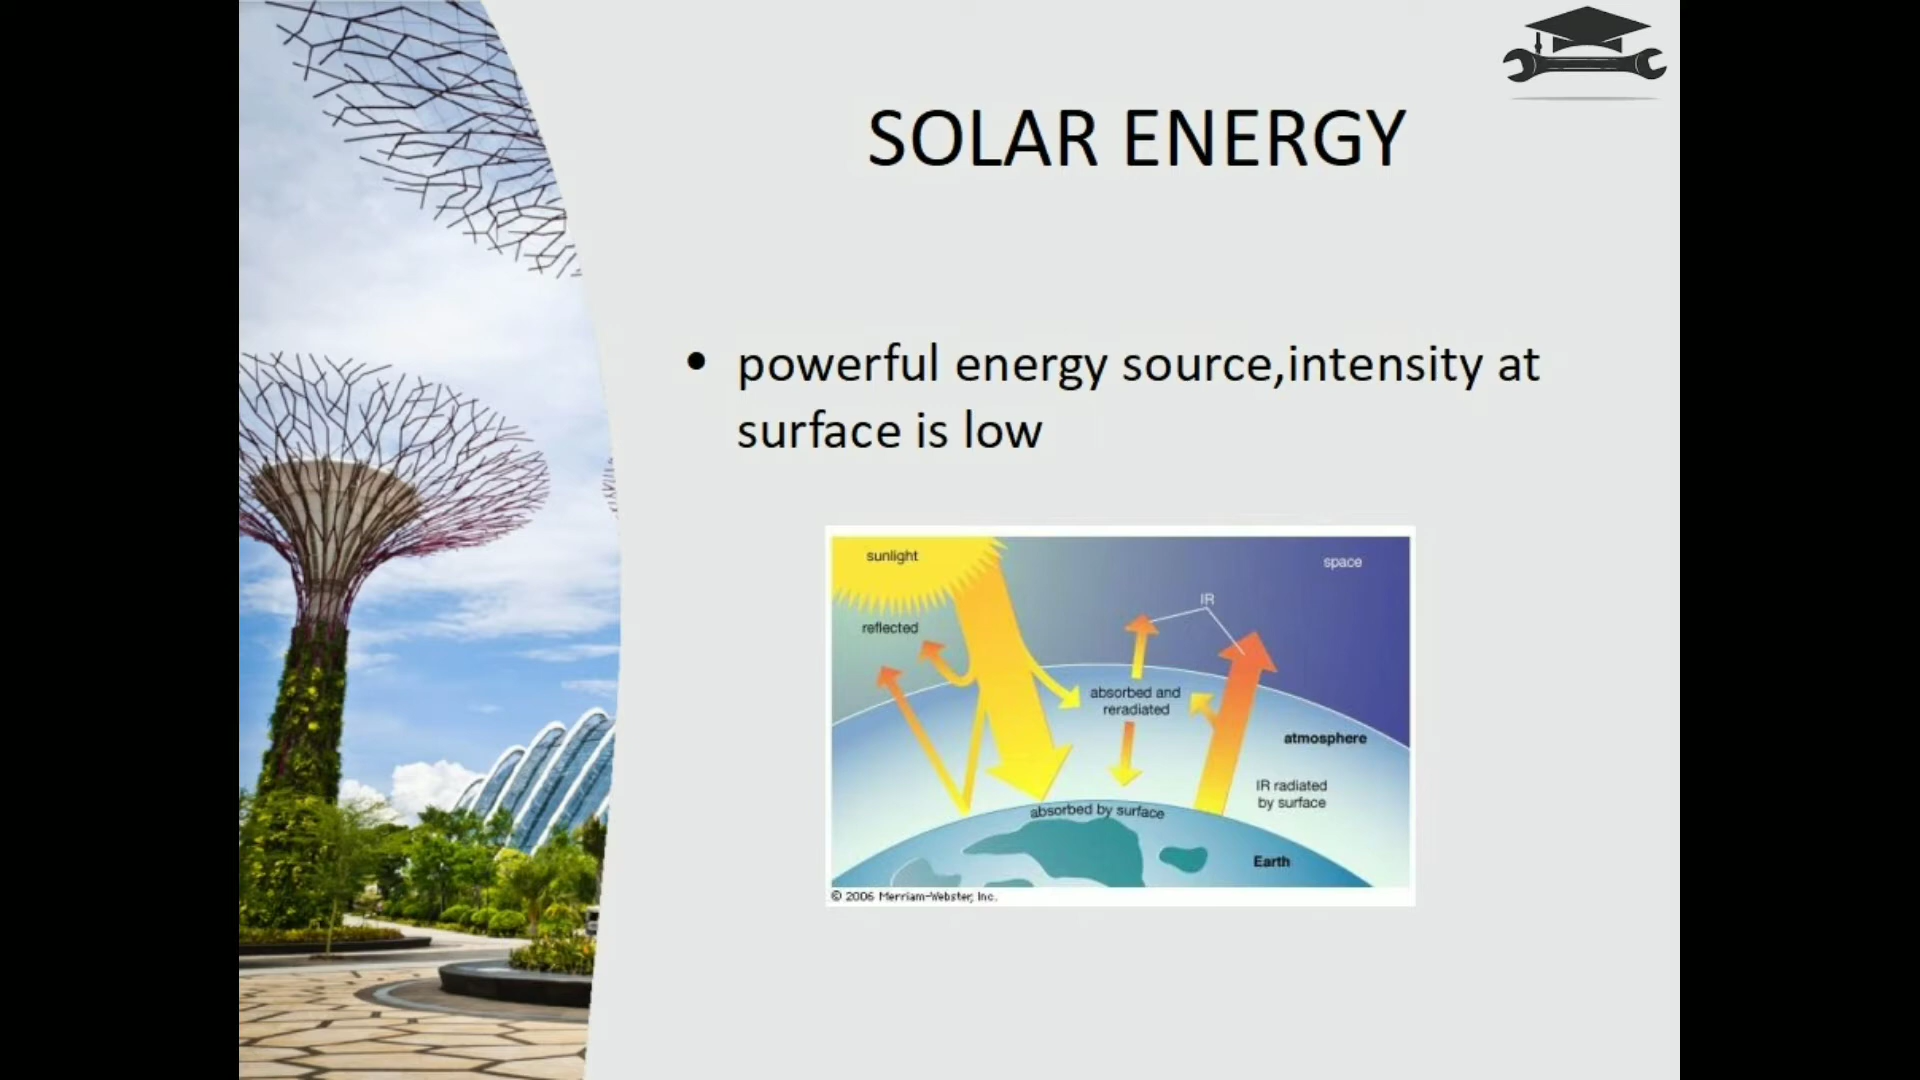 SOLAR ENERGY
• powerful energy source,intensity at
surface is low
sunlight
space
IR
reflected
absorbed and
reradiated
atmosphere
IR radiated
by surface
absorbed by surface
Earth
© 2006 Merriam-Webster, Inc.